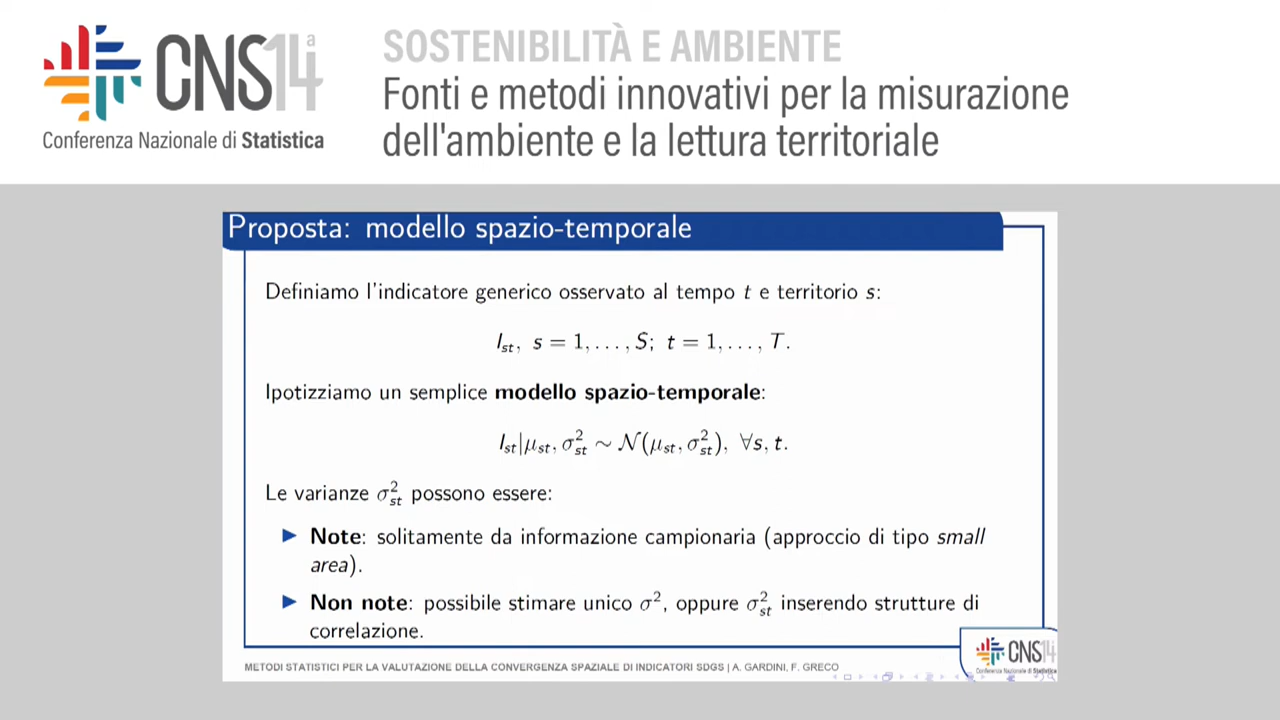 CNS14ª
Conferenza Nazionale di Statistica
SOSTENIBILITÀ E AMBIENTE
Fonti e metodi innovativi per la misurazione
dell'ambiente e la lettura territoriale
Proposta: modello spazio-temporale
Definiamo l'indicatore generico osservato al tempo t e territorio s:
I_st, s = 1, . . . , S; t = 1, . . . , T.
Ipotizziamo un semplice modello spazio-temporale:
I_st|μ_st, σ²_st ∼ N(μ_st, σ²_st), ∀s, t.
Le varianze σ²_st possono essere:
▶ Note: solitamente da informazione campionaria (approccio di tipo small
area).
▶ Non note: possibile stimare unico σ², oppure σ²_st inserendo strutture di
correlazione.
METODI STATISTICI PER LA VALUTAZIONE DELLA CONVERGENZA SPAZIALE DI INDICATORI SDGS | A. GARDINI, F. GRECO
CNS14
Conferenza Nazionale di Statistica